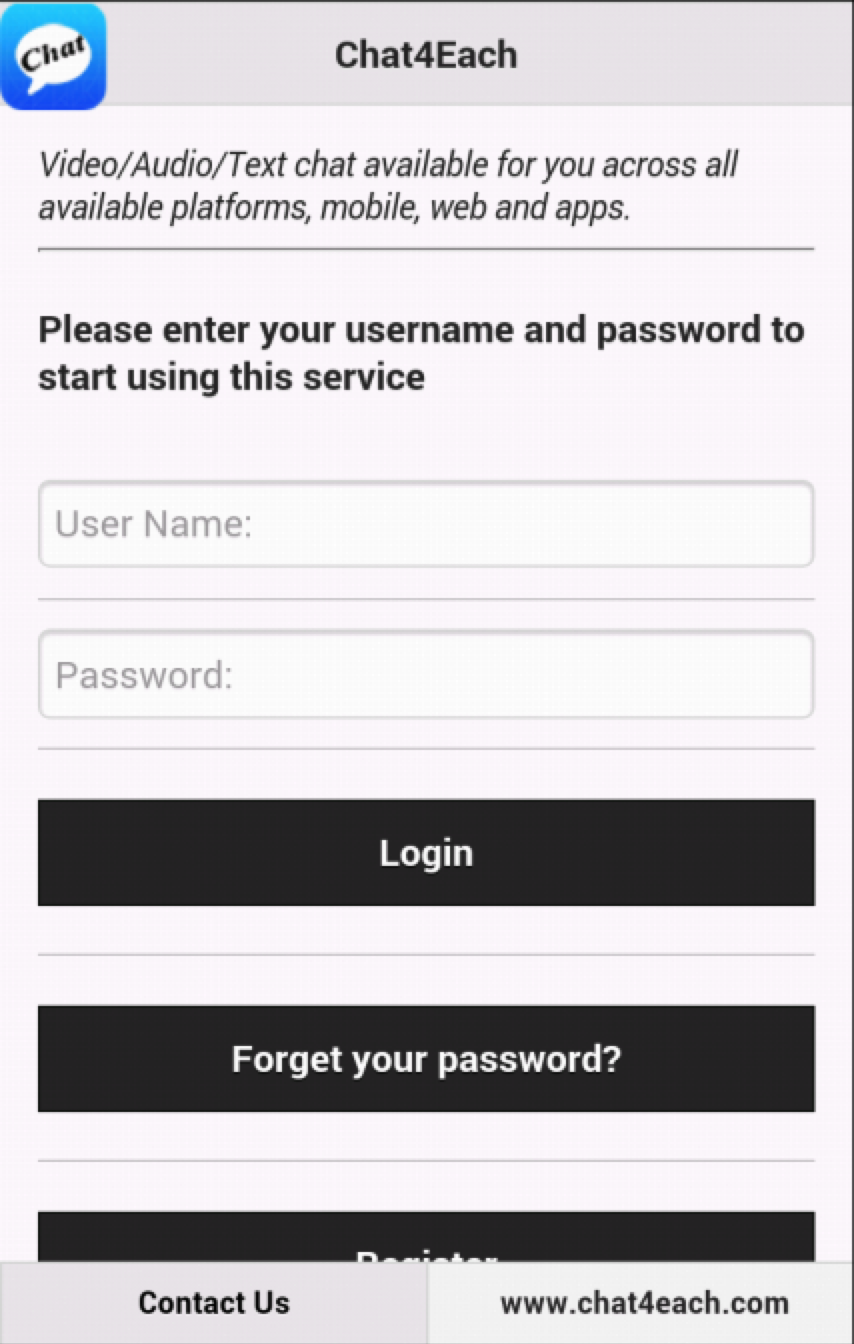 Chat
Chat4Each
Video/Audio/Text chat available for you across all
available platforms, mobile, web and apps.
Please enter your username and password to
start using this service
User Name:
Password:
Login
Forget your password?
Register
Contact Us
www.chat4each.com